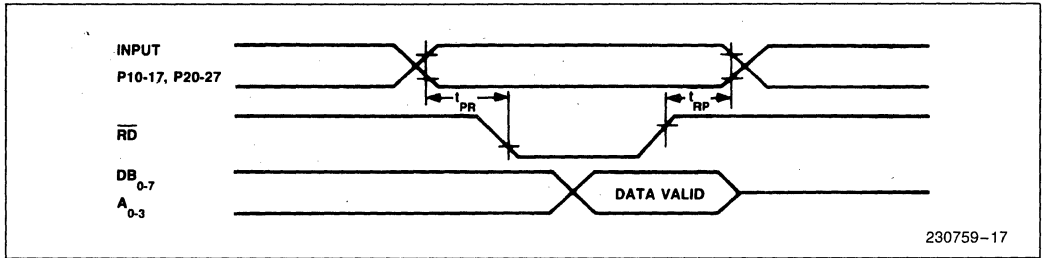 INPUT
P10-17, P20-27
tPR
tRP
RD
DB0-7
A0-3
DATA VALID
230759-17